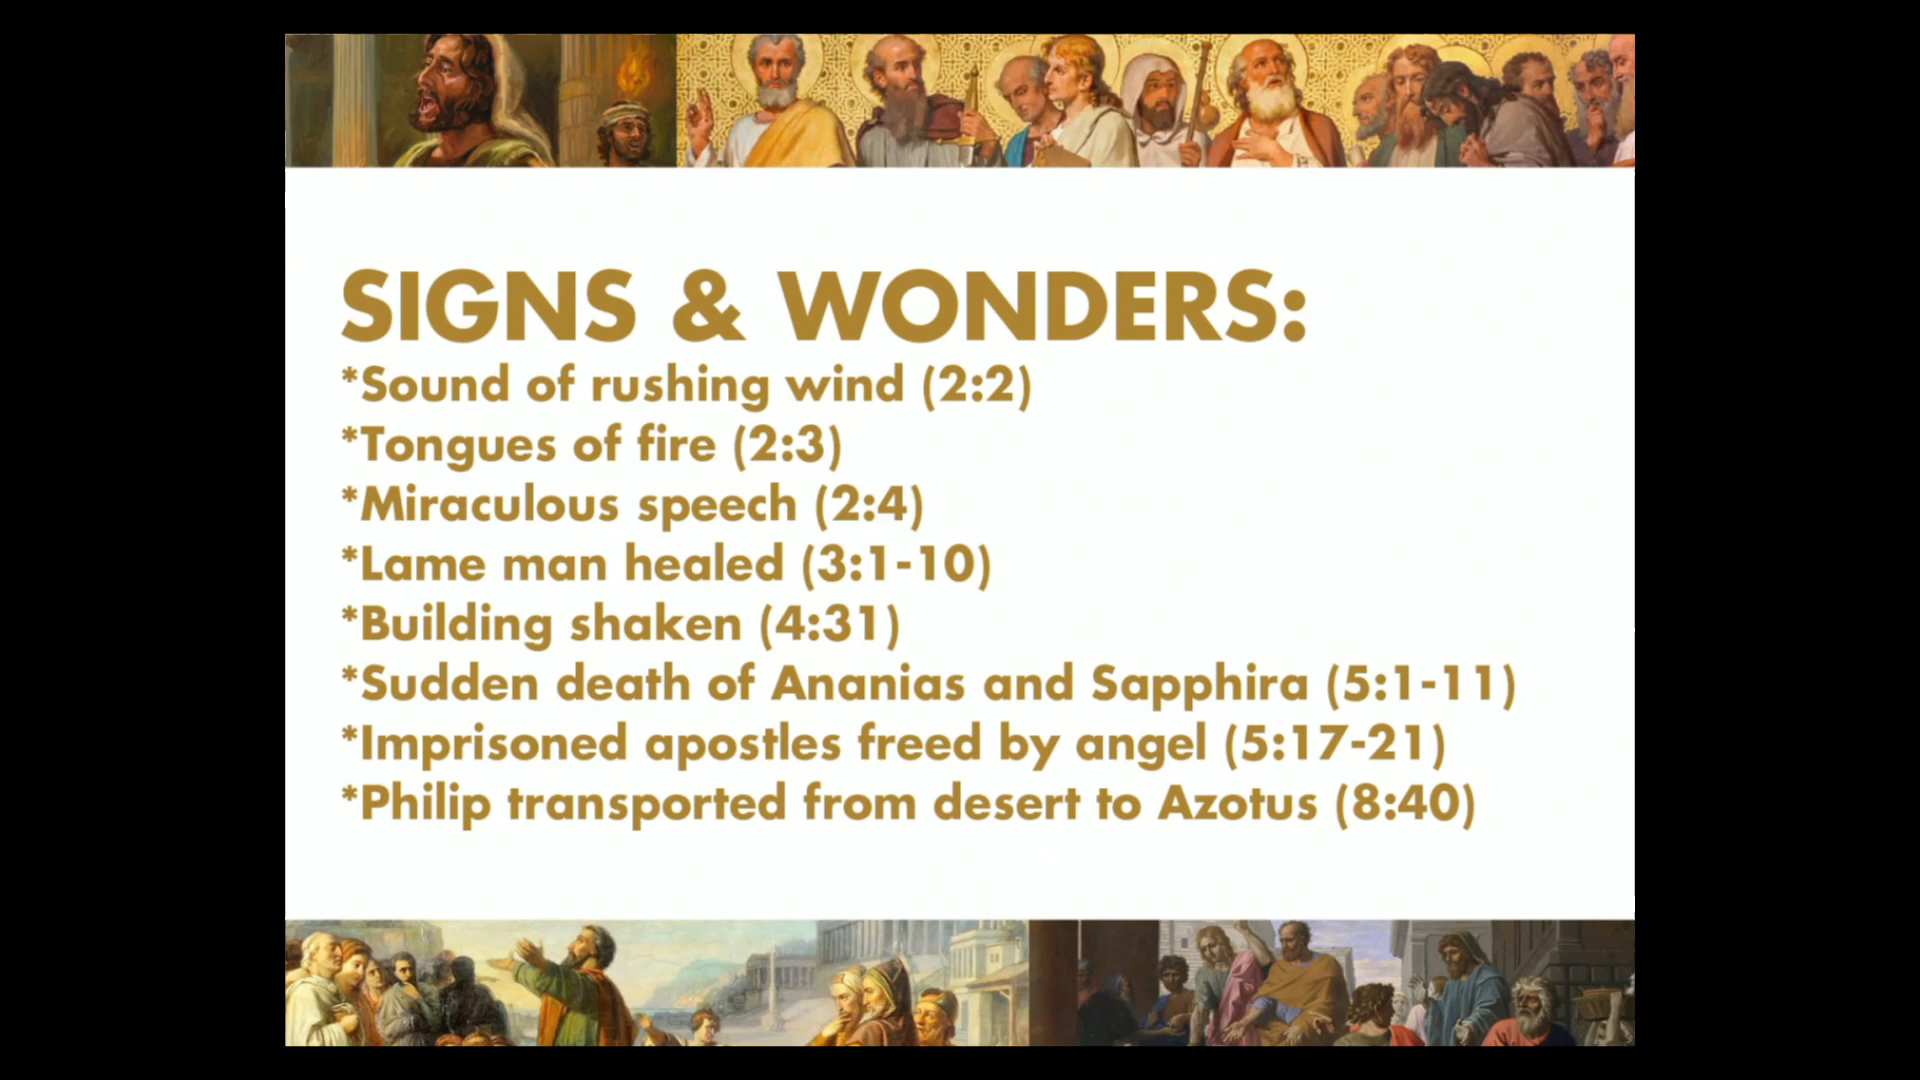 SIGNS & WONDERS:
*Sound of rushing wind (2:2)
*Tongues of fire (2:3)
*Miraculous speech (2:4)
*Lame man healed (3:1-10)
*Building shaken (4:31)
*Sudden death of Ananias and Sapphira (5:1-11)
*Imprisoned apostles freed by angel (5:17-21)
*Philip transported from desert to Azotus (8:40)